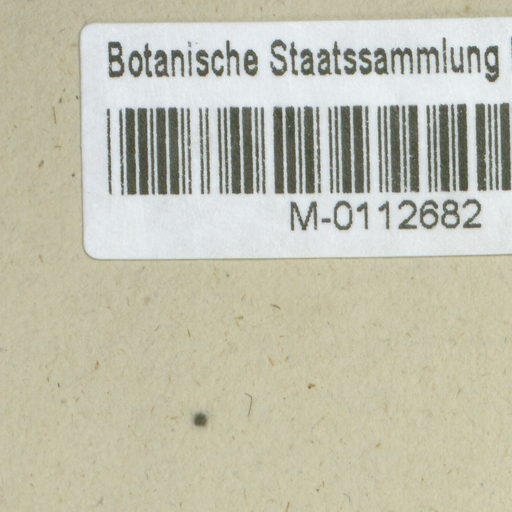 Botanische Staatssammlung
M-0112682